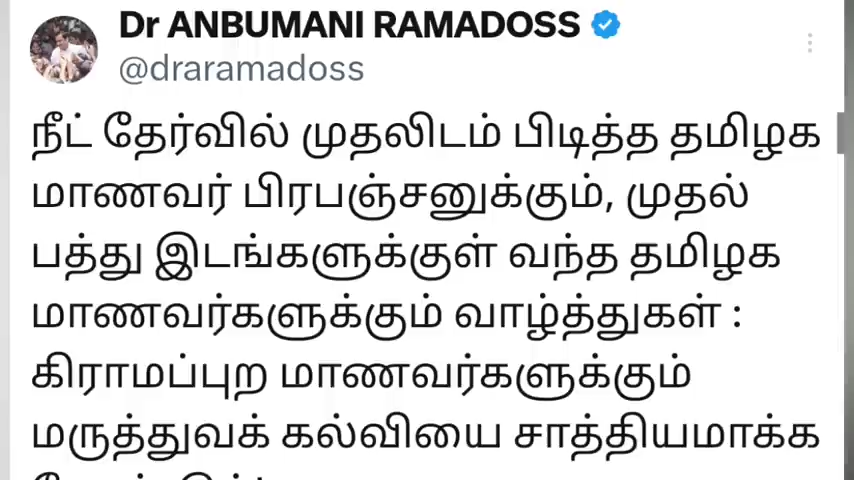 Dr ANBUMANI RAMADOSS
@draramadoss
நீட் தேர்வில் முதலிடம் பிடித்த தமிழக
மாணவர் பிரபஞ்சனுக்கும், முதல்
பத்து இடங்களுக்குள் வந்த தமிழக
மாணவர்களுக்கும் வாழ்த்துகள் :
கிராமப்புற மாணவர்களுக்கும்
மருத்துவக் கல்வியை சாத்தியமாக்க